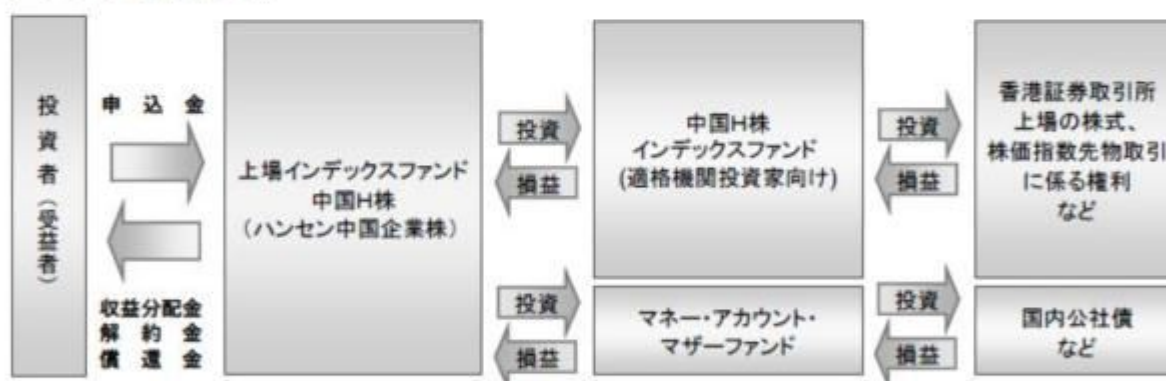 投資者(受益者)
申込金
収益分配金
解約金
償還金
上場インデックスファンド
中国H株
(ハンセン中国企業株)
投資
損益
投資
損益
中国H株
インデックスファンド
(適格機関投資家向け)
マネー・アカウント・
マザーファンド
投資
損益
投資
損益
香港証券取引所
上場の株式、
株価指数先物取引
に係る権利
など
国内公社債
など